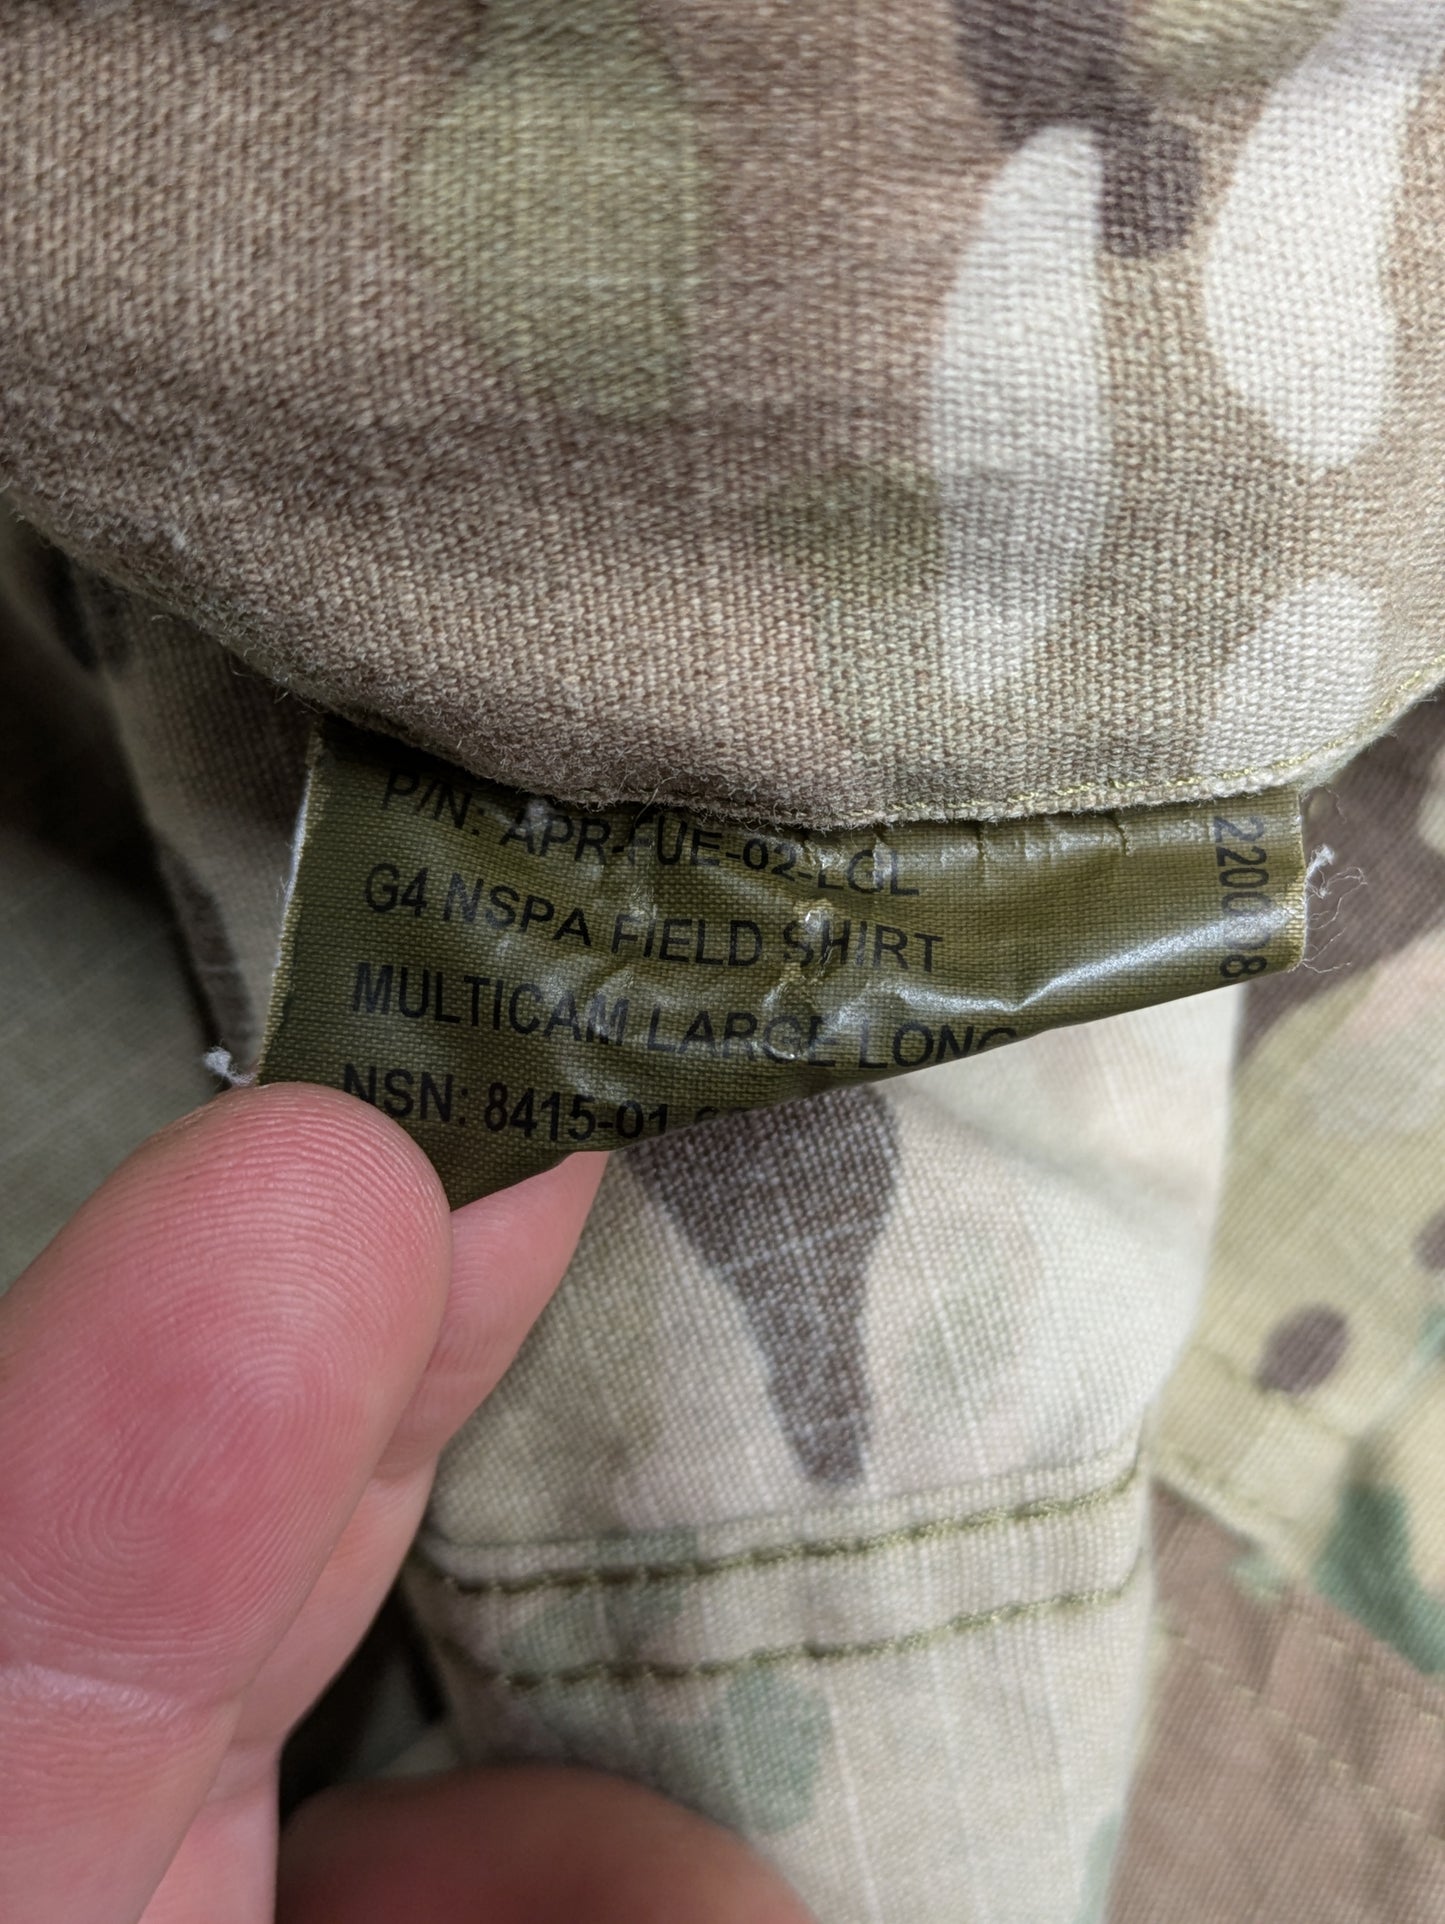 P/N: APR-FUE-02-LGL
G4 NSPA FIELD SHIRT
MULTICAM LARGE LONG
NSN: 8415-01